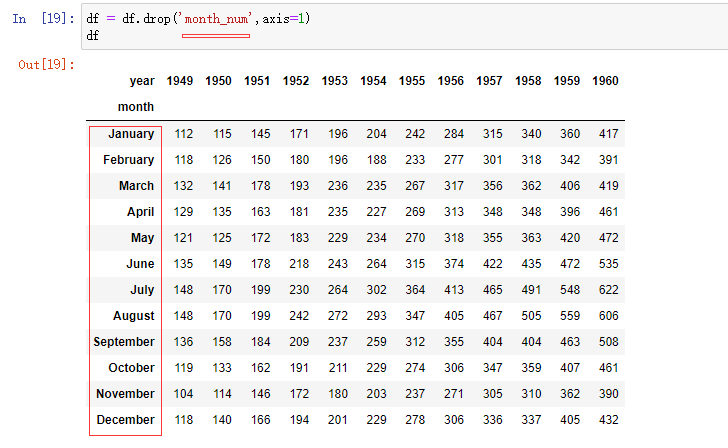 In [19]: df = df.drop('month_num',axis=1)
df
Out[19]:
year 1949 1950 1951 1952 1953 1954 1955 1956 1957 1958 1959 1960
month
January 112 115 145 171 196 204 242 284 315 340 360 417
February 118 126 150 180 196 188 233 277 301 318 342 391
March 132 141 178 193 236 235 267 317 356 362 406 419
April 129 135 163 181 235 227 269 313 348 348 396 461
May 121 125 172 183 229 234 270 318 355 363 420 472
June 135 149 178 218 243 264 315 374 422 435 472 535
July 148 170 199 230 264 302 364 413 465 491 548 622
August 148 170 199 242 272 293 347 405 467 505 559 606
September 136 158 184 209 237 259 312 355 404 404 463 508
October 119 133 162 191 211 229 274 306 347 359 407 461
November 104 114 146 172 180 203 237 271 305 310 362 390
December 118 140 166 194 201 229 278 306 336 337 405 432